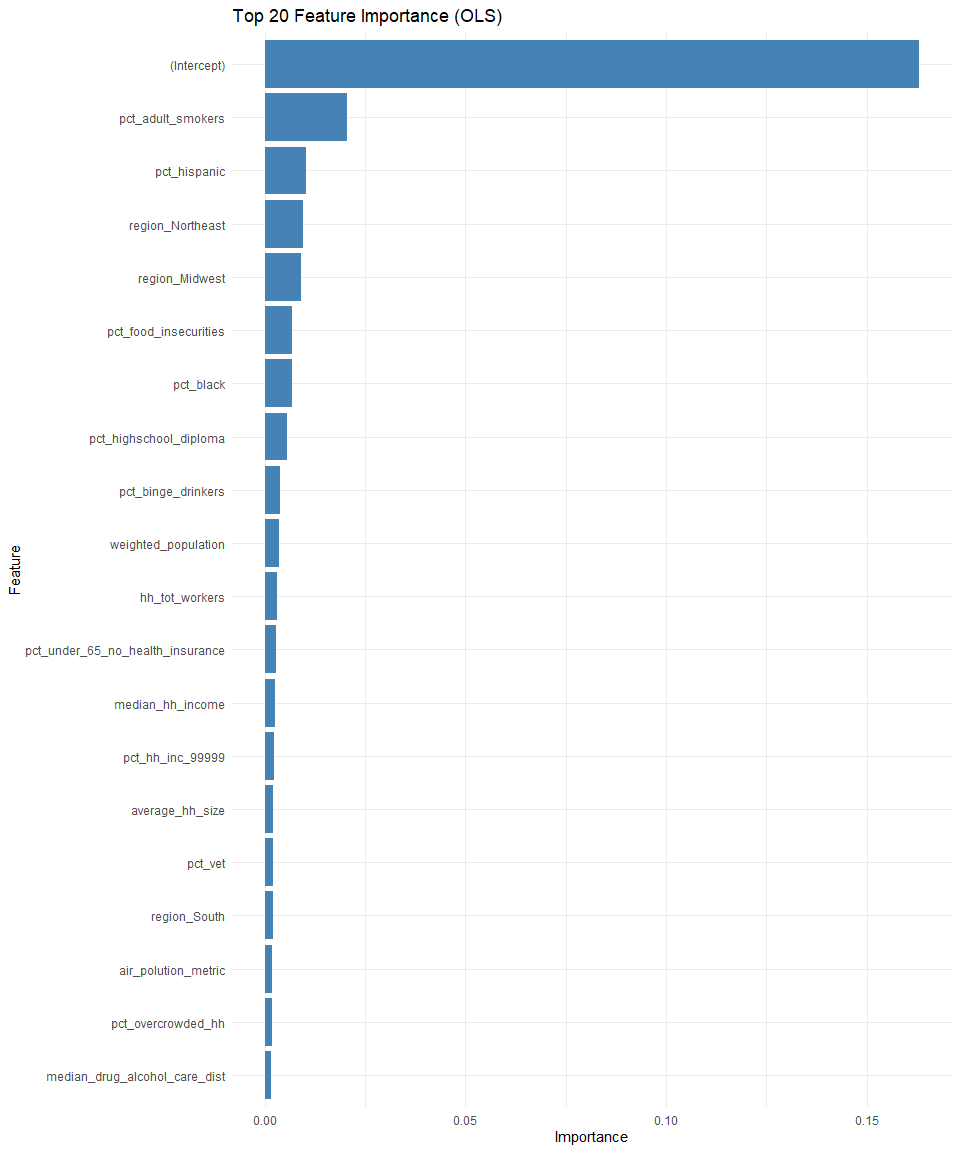 Top 20 Feature Importance (OLS)
(Intercept)
pct_adult_smokers
pct_hispanic
region_Northeast
region_Midwest
pct_food_insecurities
pct_black
pct_highschool_diploma
pct_binge_drinkers
weighted_population
hh_tot_workers
pct_under_65_no_health_insurance
median_hh_income
pct_hh_inc_99999
average_hh_size
pct_vet
region_South
air_polution_metric
pct_overcrowded_hh
median_drug_alcohol_care_dist
Feature
0.00 0.05 0.10 0.15
Importance